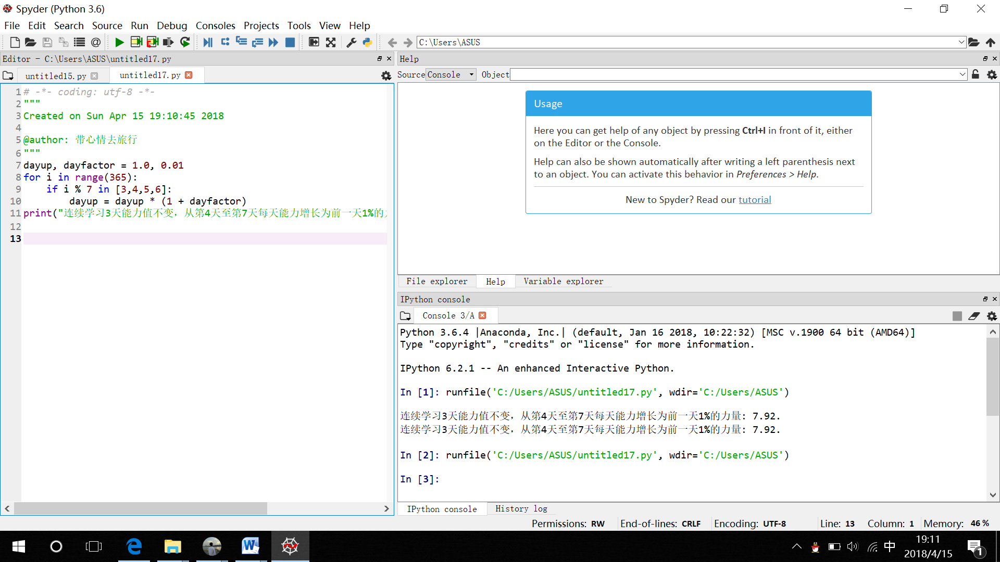 Spyder (Python 3.6)
File Edit Search Source Run Debug Consoles Projects Tools View Help
C:\Users\ASUS
Editor - C:\Users\ASUS\untitled17.py
untitled15.py untitled17.py
1 # -*- coding: utf-8 -*-
2 """
3 Created on Sun Apr 15 19:10:45 2018
4
5 @author: 带心情去旅行
6 """
7 dayup, dayfactor = 1.0, 0.01
8 for i in range(365):
9     if i % 7 in [3,4,5,6]:
10         dayup = dayup * (1 + dayfactor)
11 print("连续学习3天能力值不变，从第4天至第7天每天能力增长为前一天1%的
12
13
Help
Source Console Object
Usage
Here you can get help of any object by pressing Ctrl+I in front of it, either
on the Editor or the Console.
Help can also be shown automatically after writing a left parenthesis next
to an object. You can activate this behavior in Preferences > Help.
New to Spyder? Read our tutorial
File explorer Help Variable explorer
IPython console
Console 3/A
Python 3.6.4 |Anaconda, Inc.| (default, Jan 16 2018, 10:22:32) [MSC v.1900 64 bit (AMD64)]
Type "copyright", "credits" or "license" for more information.
IPython 6.2.1 -- An enhanced Interactive Python.
In [1]: runfile('C:/Users/ASUS/untitled17.py', wdir='C:/Users/ASUS')
连续学习3天能力值不变，从第4天至第7天每天能力增长为前一天1%的力量: 7.92.
连续学习3天能力值不变，从第4天至第7天每天能力增长为前一天1%的力量: 7.92.
In [2]: runfile('C:/Users/ASUS/untitled17.py', wdir='C:/Users/ASUS')
In [3]:
IPython console History log
Permissions: RW End-of-lines: CRLF Encoding: UTF-8 Line: 13 Column: 1 Memory: 46 %
中
19:11
2018/4/15
1